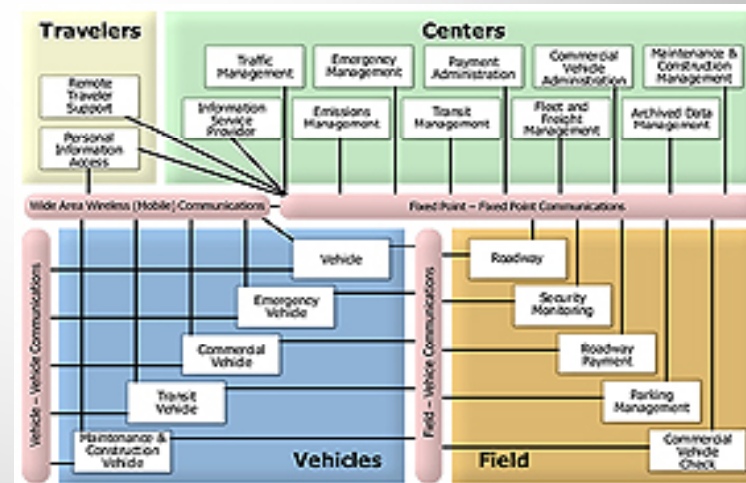 Travelers
Centers
Remote
Traveler
Support
Personal
Information
Access
Traffic
Management
Emergency
Management
Payment
Administration
Commercial
Vehicle
Administration
Maintenance &
Construction
Management
Information
Service
Provider
Emissions
Management
Transit
Management
Fleet and
Freight
Management
Archived Data
Management
Wide Area Wireless (Mobile) Communications
Fixed Point – Fixed Point Communications
Vehicle – Vehicle Communications
Vehicle
Emergency
Vehicle
Commercial
Vehicle
Transit
Vehicle
Maintenance &
Construction
Vehicle
Vehicles
Field – Vehicle Communications
Roadway
Security
Monitoring
Roadway
Payment
Parking
Management
Commercial
Vehicle
Check
Field